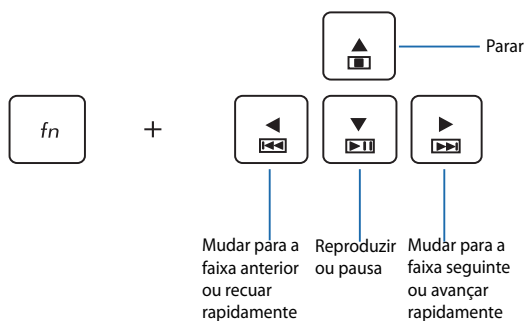 Parar
fn +
Mudar para a
faixa anterior
ou recuar
rapidamente
Reproduzir
ou pausa
Mudar para a
faixa seguinte
ou avançar
rapidamente